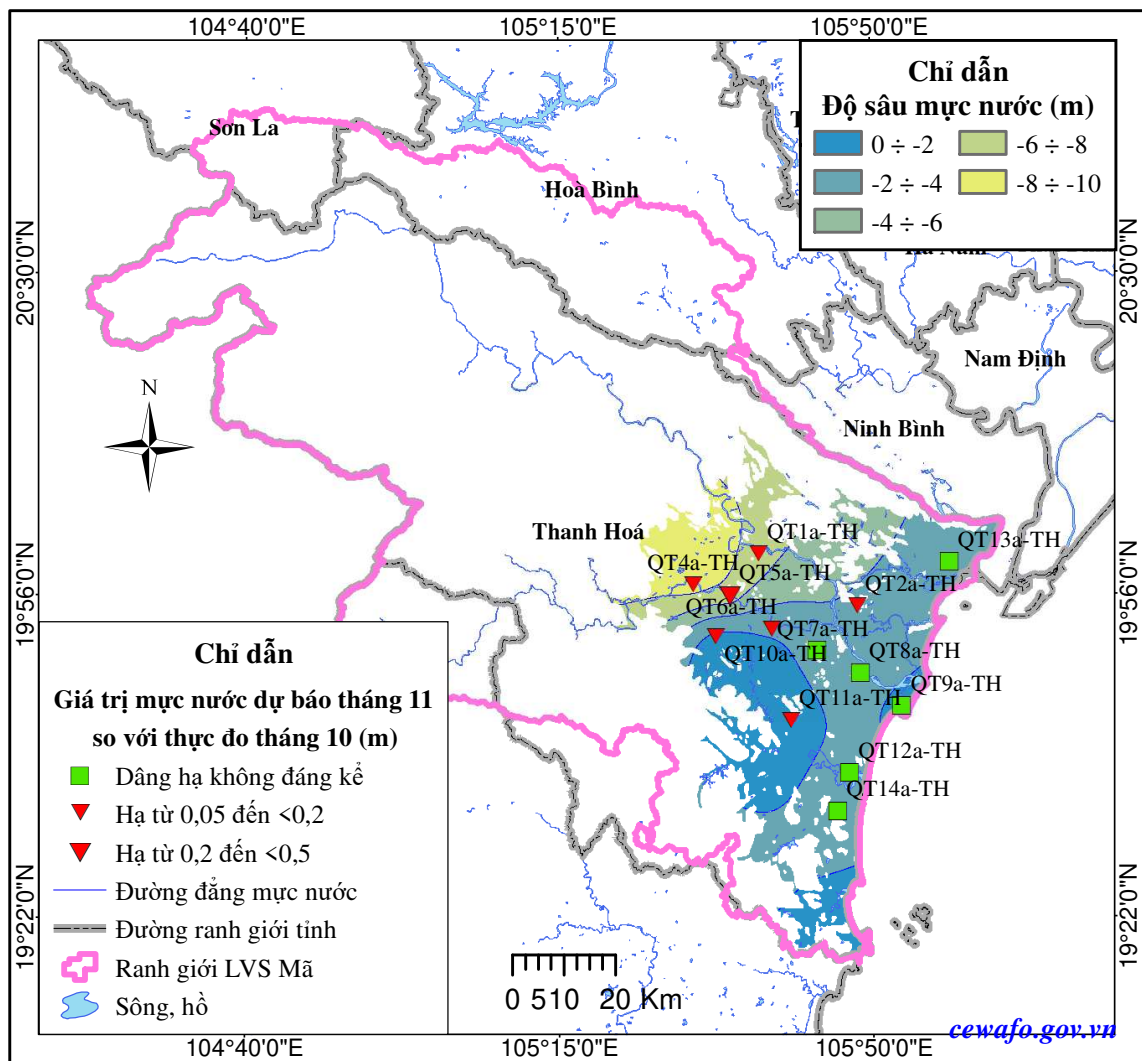 104°40'0"E
105°15'0"E
105°50'0"E
Chỉ dẫn
Độ sâu mực nước (m)
0 ÷ -2
-6 ÷ -8
-2 ÷ -4
-8 ÷ -10
-4 ÷ -6
Sơn La
Hoà Bình
20°30'0"N
20°30'0"N
Nam Định
N
Ninh Bình
Thanh Hoá
QT1a-TH
QT13a-TH
QT4a-TH
QT5a-TH
QT2a-TH
19°56'0"N
19°56'0"N
QT6a-TH
QT7a-TH
QT10a-TH
QT8a-TH
QT9a-TH
QT11a-TH
QT12a-TH
QT14a-TH
Chỉ dẫn
Giá trị mực nước dự báo tháng 11
so với thực đo tháng 10 (m)
Dâng hạ không đáng kể
Hạ từ 0,05 đến <0,2
Hạ từ 0,2 đến <0,5
Đường đẳng mực nước
Đường ranh giới tỉnh
Ranh giới LVS Mã
Sông, hồ
19°22'0"N
19°22'0"N
0 510 20 Km
cewafo.gov.vn
104°40'0"E
105°15'0"E
105°50'0"E